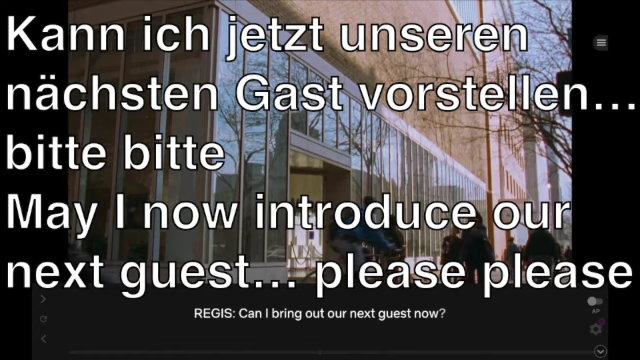 Kann ich jetzt unseren
nächsten Gast vorstellen...
bitte bitte
May I now introduce our
next guest... please please
REGIS: Can I bring out our next guest now?
AP